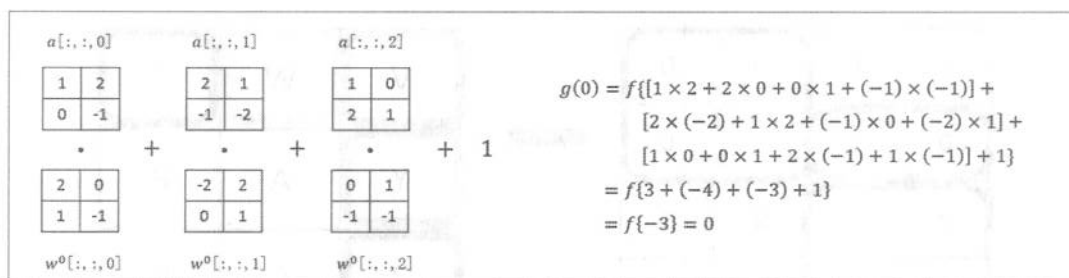 a[:,:,0] a[:,:,1] a[:,:,2]
1 2 2 1 1 0
0 -1 -1 -2 2 1
· + · + · + 1
2 0 -2 2 0 1
1 -1 0 1 -1 -1
w⁰[:,:,0] w⁰[:,:,1] w⁰[:,:,2]
g(0) = f{[1 × 2 + 2 × 0 + 0 × 1 + (−1) × (−1)] +
[2 × (−2) + 1 × 2 + (−1) × 0 + (−2) × 1] +
[1 × 0 + 0 × 1 + 2 × (−1) + 1 × (−1)] + 1}
= f{3 + (−4) + (−3) + 1}
= f{−3} = 0